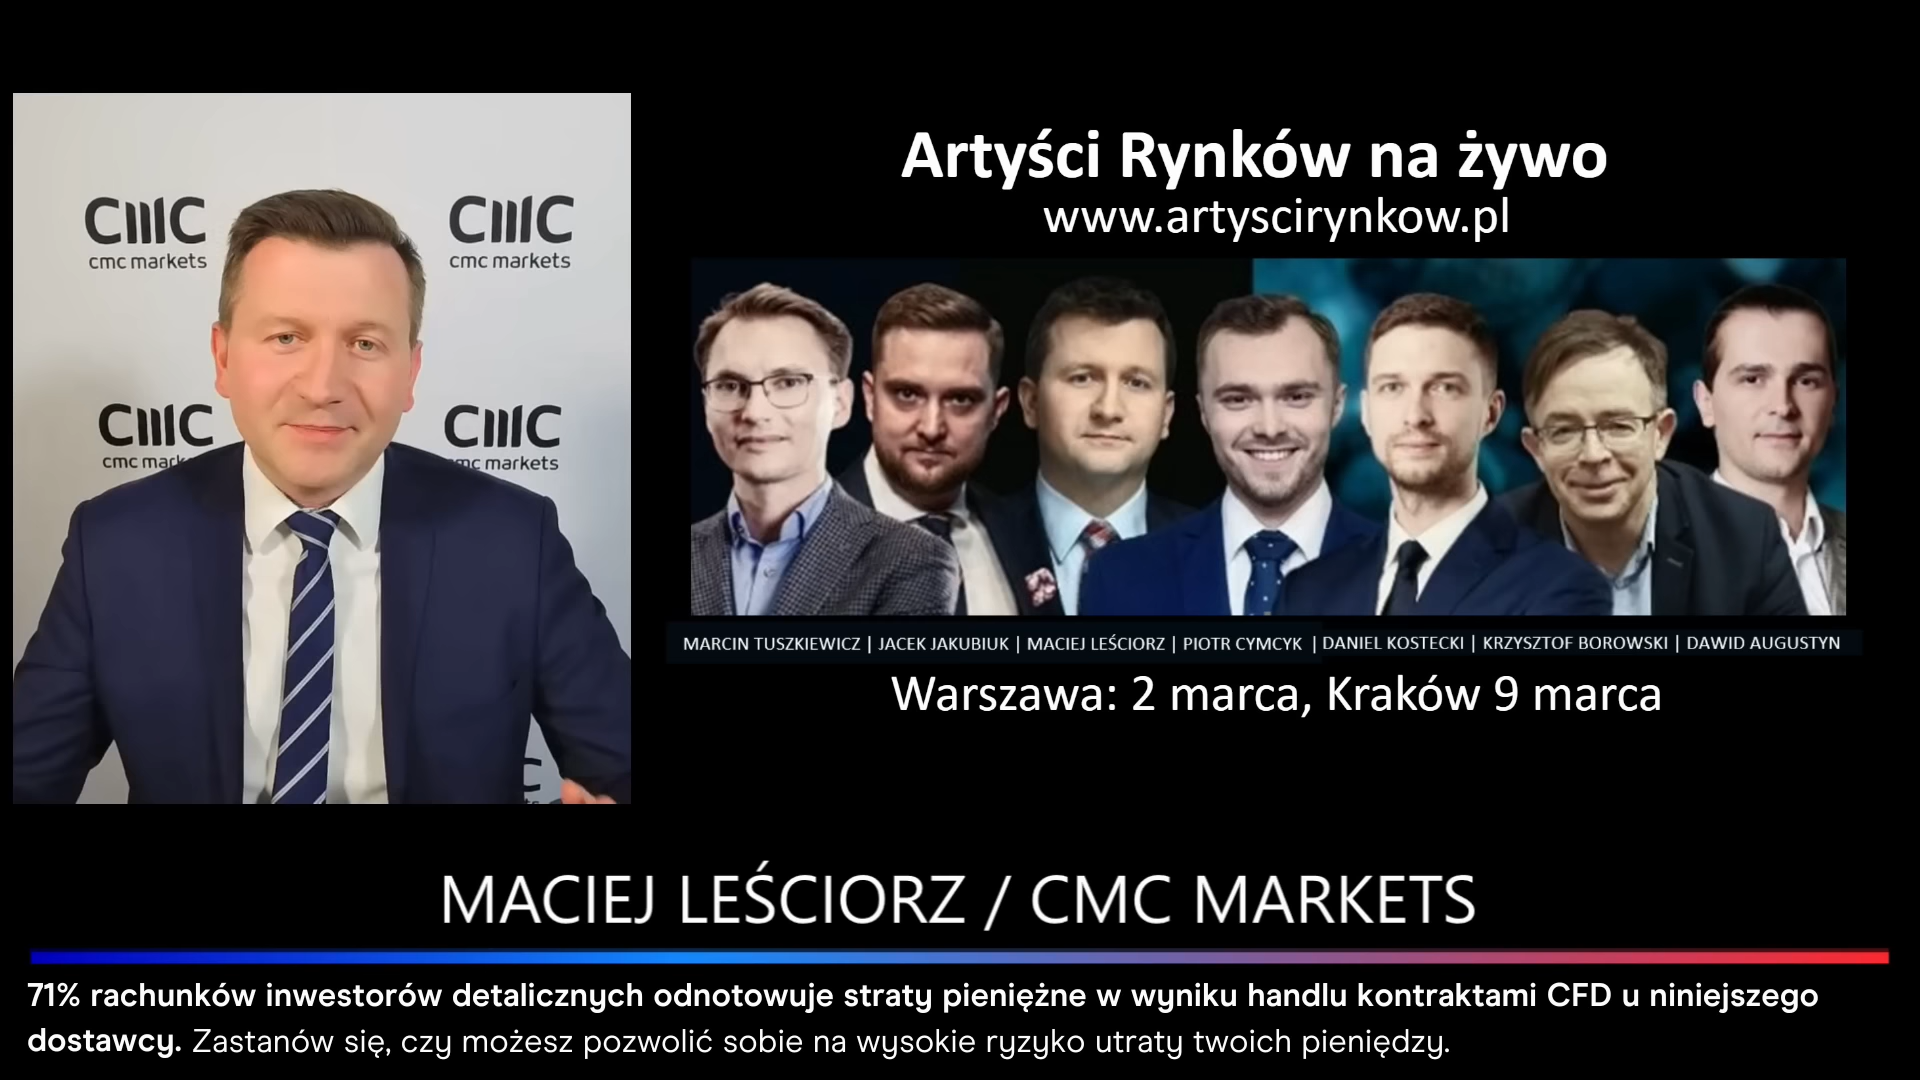 CMC
cmc markets
CMC
cmc markets
CMC
cmc mark
CMC
mc markets
C
ts
Artyści Rynków na żywo
www.artyscirynkow.pl
MARCIN TUSZKIEWICZ | JACEK JAKUBIUK | MACIEJ LEŚCIORZ | PIOTR CYMCYK | DANIEL KOSTECKI | KRZYSZTOF BOROWSKI | DAWID AUGUSTYN
Warszawa: 2 marca, Kraków 9 marca
MACIEJ LEŚCIORZ / CMC MARKETS
71% rachunków inwestorów detalicznych odnotowuje straty pieniężne w wyniku handlu kontraktami CFD u niniejszego
dostawcy. Zastanów się, czy możesz pozwolić sobie na wysokie ryzyko utraty twoich pieniędzy.